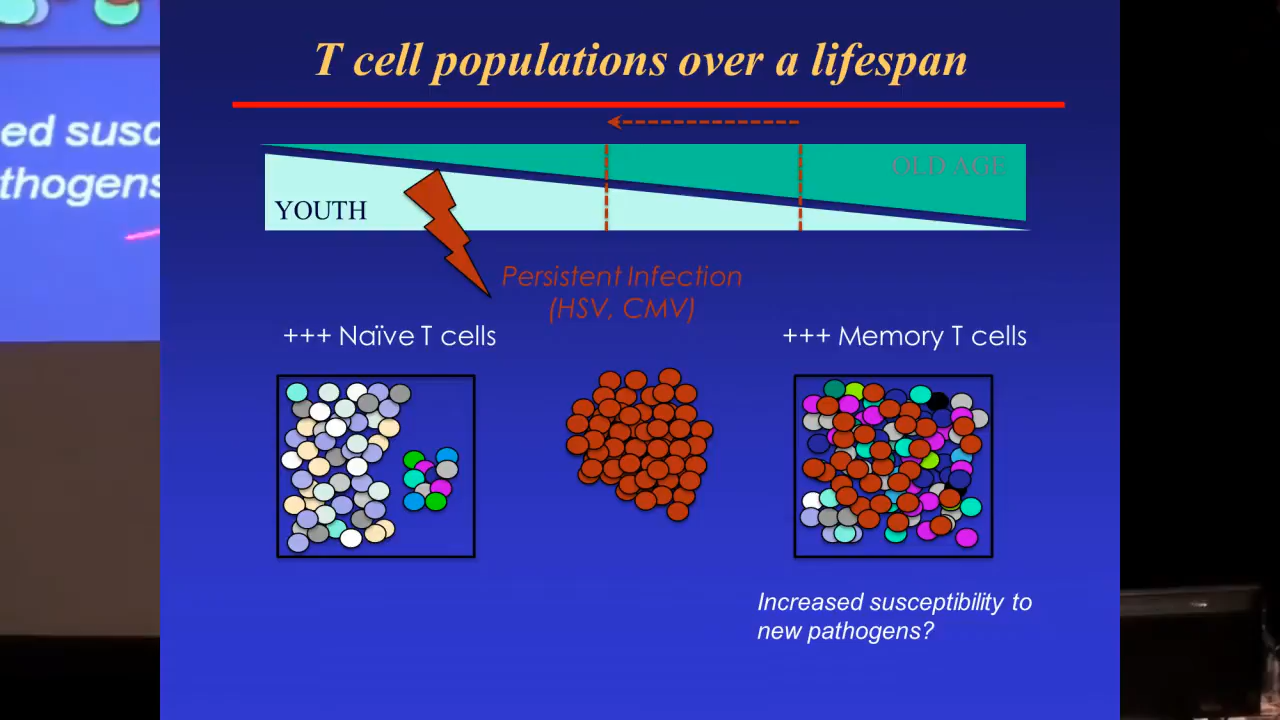 T cell populations over a lifespan
OLD AGE
YOUTH
Persistent Infection
(HSV, CMV)
+++ Naïve T cells
+++ Memory T cells
Increased susceptibility to
new pathogens?
ed susc
thogens